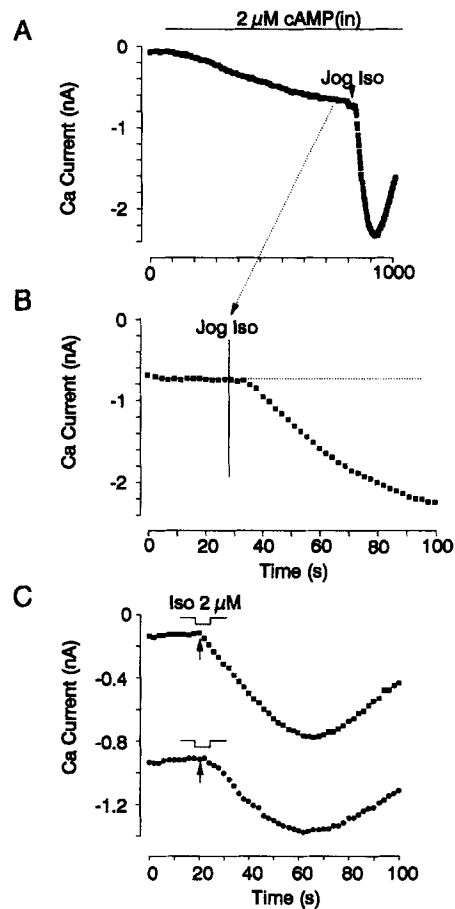 A
2 µM cAMP(in)
Jog Iso
Ca Current (nA)
0
-1
-2
0
1000
B
Jog Iso
Ca Current (nA)
0
-1
-2
0 20 40 60 80 100
Time (s)
C
Iso 2 µM
Ca Current (nA)
0
-0.4
-0.8
-1.2
0 20 40 60 80 100
Time (s)